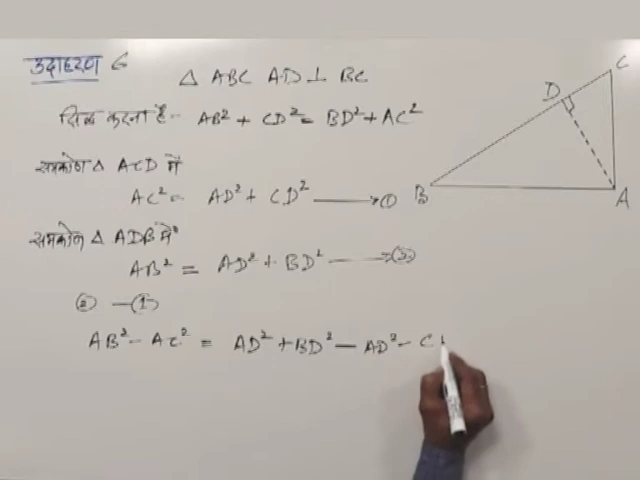 उदाहरण 6
△ ABC AD ⊥ BC
सिद्ध करना है- AB² + CD² = BD² + AC²
समकोण △ ACD में
AC² = AD² + CD² → ①
समकोण △ ADB में
AB² = AD² + BD² → ②
② - ①
AB² - AC² = AD² + BD² - AD² - C
C
D
B
A